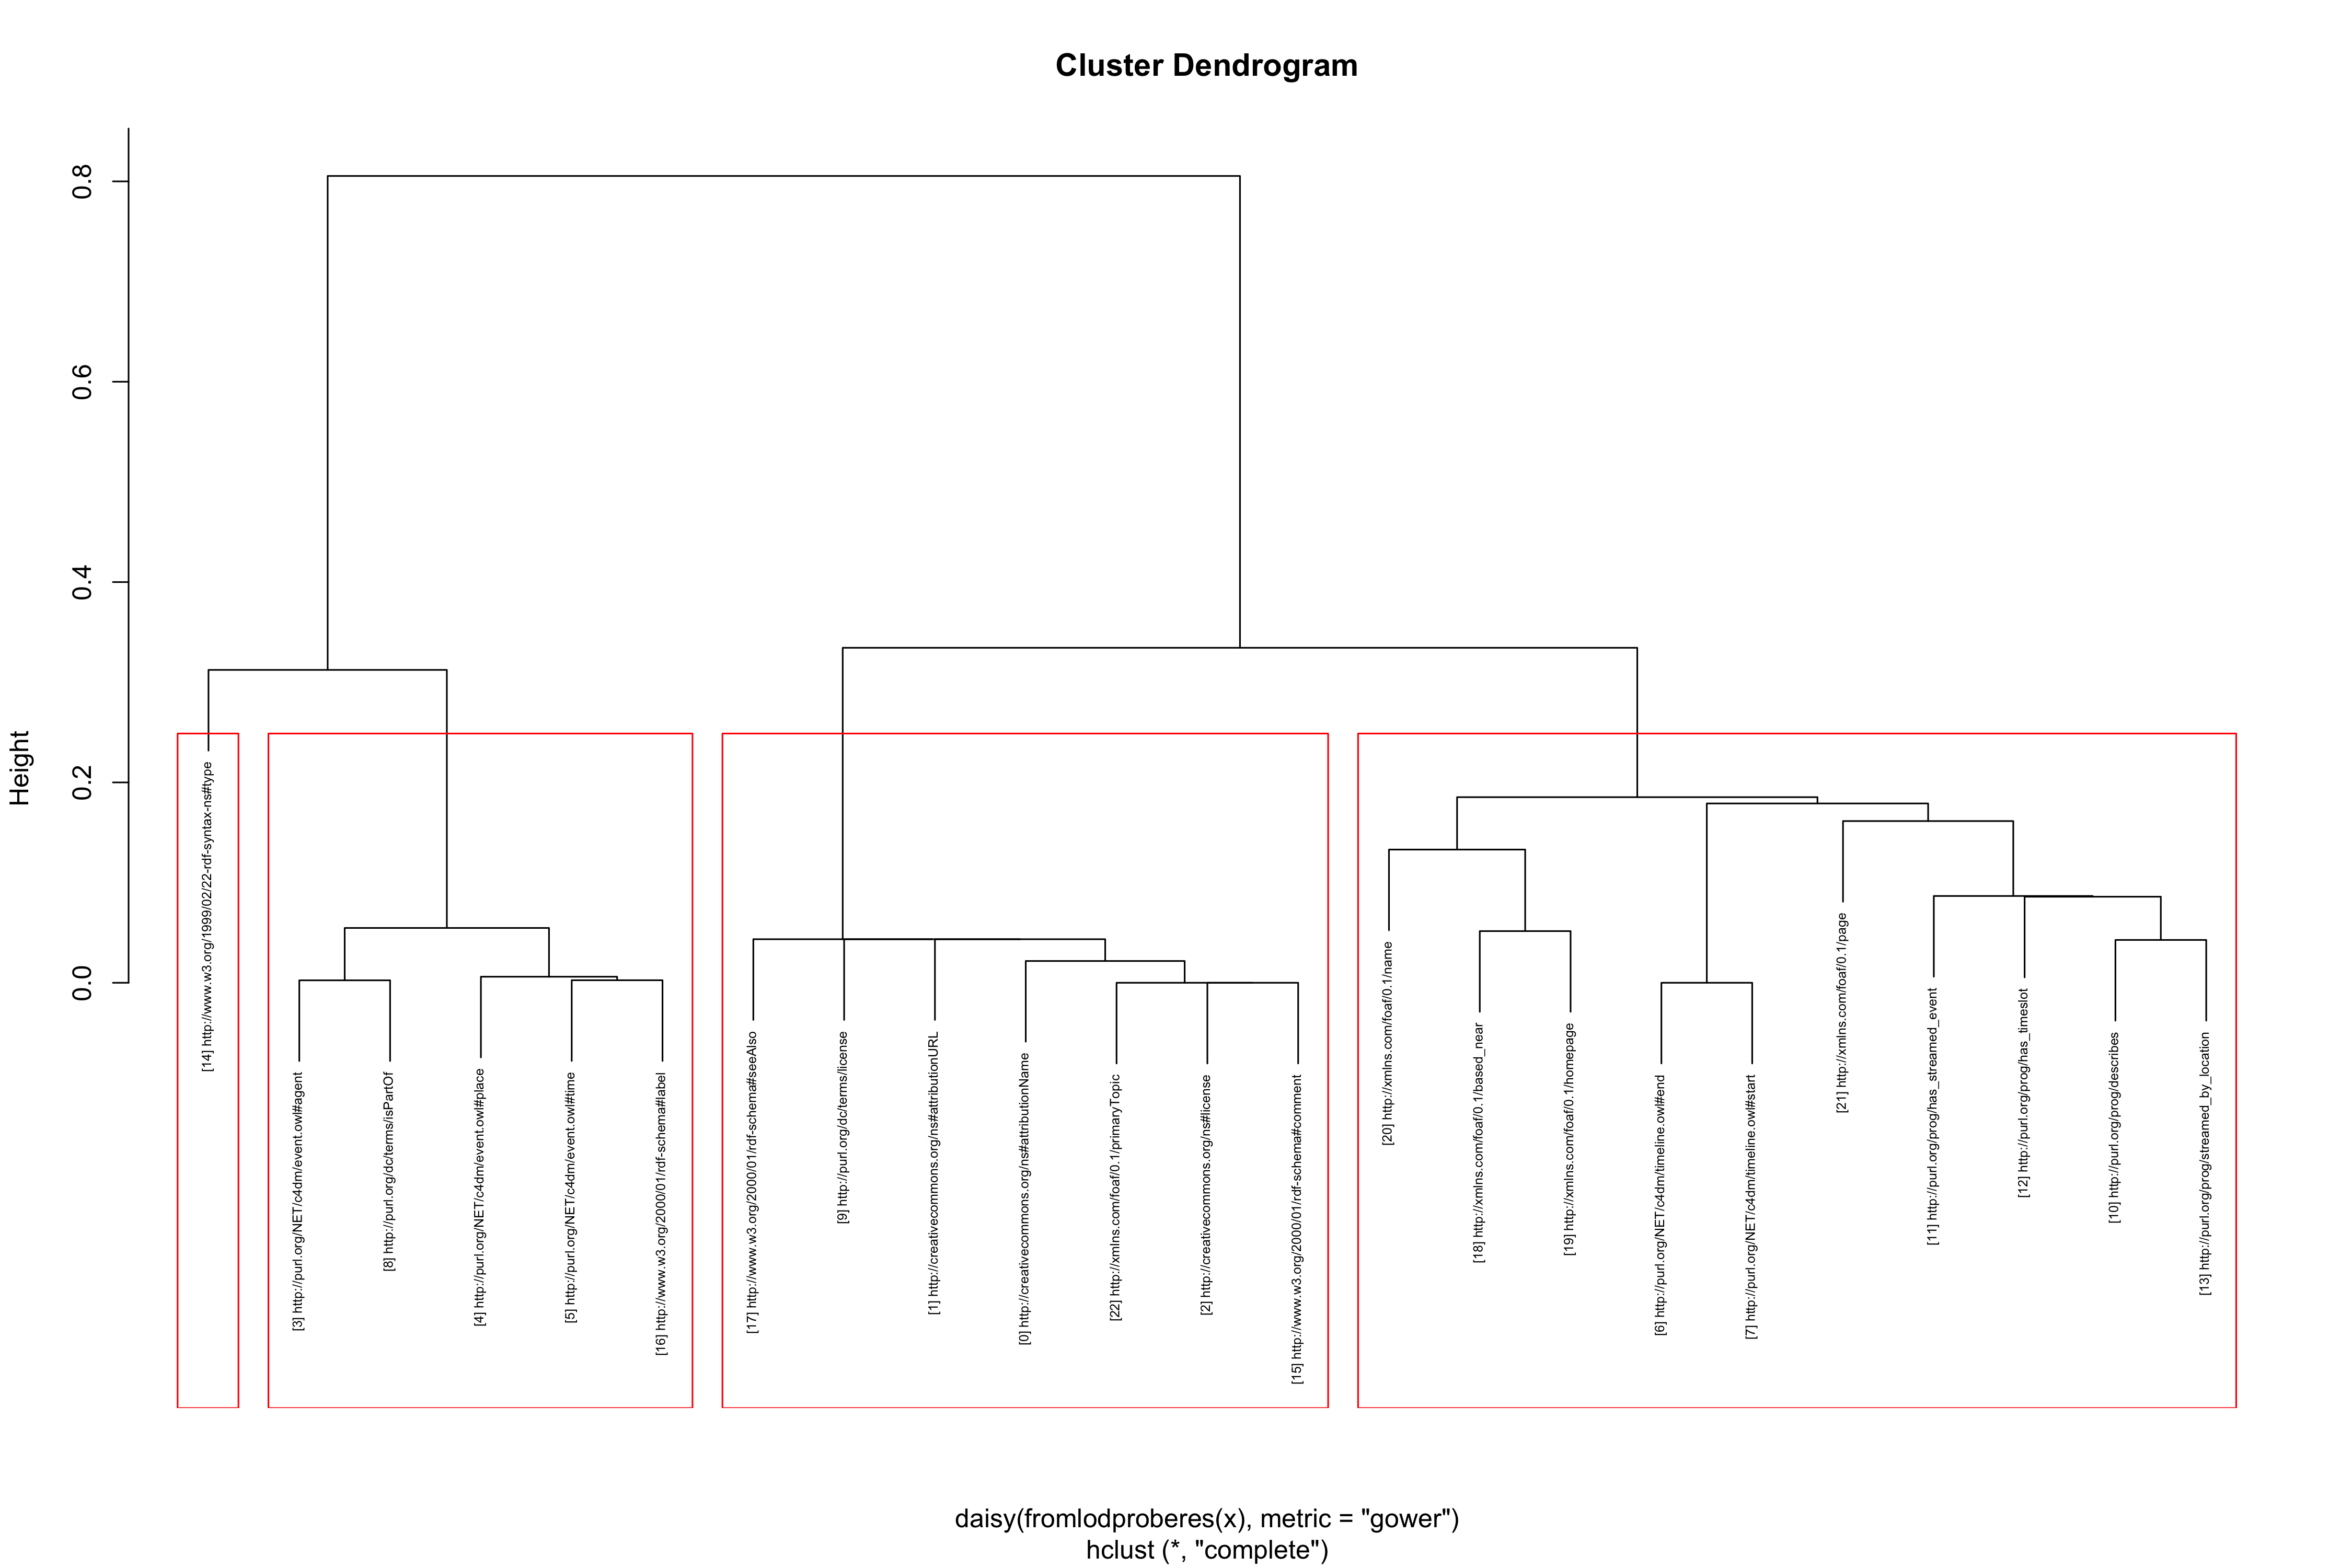 Cluster Dendrogram
Height
0.0
0.2
0.4
0.6
0.8
[14] http://www.w3.org/1999/02/22-rdf-syntax-ns#type
[3] http://purl.org/NET/c4dm/event.owl#agent
[8] http://purl.org/dc/terms/isPartOf
[4] http://purl.org/NET/c4dm/event.owl#place
[5] http://purl.org/NET/c4dm/event.owl#time
[16] http://www.w3.org/2000/01/rdf-schema#label
[17] http://www.w3.org/2000/01/rdf-schema#seeAlso
[9] http://purl.org/dc/terms/license
[1] http://creativecommons.org/ns#attributionURL
[0] http://creativecommons.org/ns#attributionName
[22] http://xmlns.com/foaf/0.1/primaryTopic
[2] http://creativecommons.org/ns#license
[15] http://www.w3.org/2000/01/rdf-schema#comment
[20] http://xmlns.com/foaf/0.1/name
[18] http://xmlns.com/foaf/0.1/based_near
[19] http://xmlns.com/foaf/0.1/homepage
[6] http://purl.org/NET/c4dm/timeline.owl#end
[7] http://purl.org/NET/c4dm/timeline.owl#start
[21] http://xmlns.com/foaf/0.1/page
[11] http://purl.org/prog/has_streamed_event
[12] http://purl.org/prog/has_timeslot
[10] http://purl.org/prog/describes
[13] http://purl.org/prog/streamed_by_location
daisy(fromlodproberes(x), metric = "gower")
hclust (*, "complete")